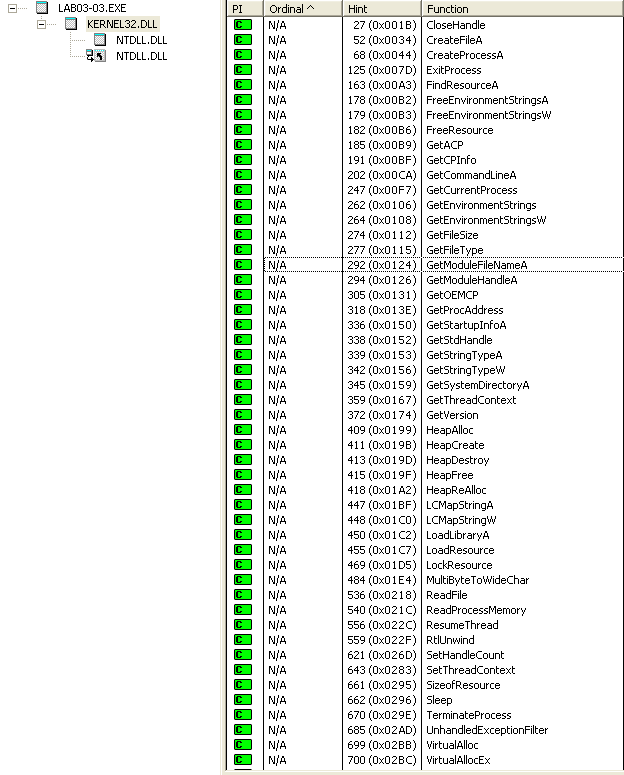 LAB03-03.EXE
KERNEL32.DLL
NTDLL.DLL
NTDLL.DLL
PI Ordinal ^ Hint Function
C N/A 27 (0x001B) CloseHandle
C N/A 52 (0x0034) CreateFileA
C N/A 68 (0x0044) CreateProcessA
C N/A 125 (0x007D) ExitProcess
C N/A 163 (0x00A3) FindResourceA
C N/A 178 (0x00B2) FreeEnvironmentStringsA
C N/A 179 (0x00B3) FreeEnvironmentStringsW
C N/A 182 (0x00B6) FreeResource
C N/A 185 (0x00B9) GetACP
C N/A 191 (0x00BF) GetCPInfo
C N/A 202 (0x00CA) GetCommandLineA
C N/A 247 (0x00F7) GetCurrentProcess
C N/A 262 (0x0106) GetEnvironmentStrings
C N/A 264 (0x0108) GetEnvironmentStringsW
C N/A 274 (0x0112) GetFileSize
C N/A 277 (0x0115) GetFileType
C N/A 292 (0x0124) GetModuleFileNameA
C N/A 294 (0x0126) GetModuleHandleA
C N/A 305 (0x0131) GetOEMCP
C N/A 318 (0x013E) GetProcAddress
C N/A 336 (0x0150) GetStartupInfoA
C N/A 338 (0x0152) GetStdHandle
C N/A 339 (0x0153) GetStringTypeA
C N/A 342 (0x0156) GetStringTypeW
C N/A 345 (0x0159) GetSystemDirectoryA
C N/A 359 (0x0167) GetThreadContext
C N/A 372 (0x0174) GetVersion
C N/A 409 (0x0199) HeapAlloc
C N/A 411 (0x019B) HeapCreate
C N/A 413 (0x019D) HeapDestroy
C N/A 415 (0x019F) HeapFree
C N/A 418 (0x01A2) HeapReAlloc
C N/A 447 (0x01BF) LCMapStringA
C N/A 448 (0x01C0) LCMapStringW
C N/A 450 (0x01C2) LoadLibraryA
C N/A 455 (0x01C7) LoadResource
C N/A 469 (0x01D5) LockResource
C N/A 484 (0x01E4) MultiByteToWideChar
C N/A 536 (0x0218) ReadFile
C N/A 540 (0x021C) ReadProcessMemory
C N/A 556 (0x022C) ResumeThread
C N/A 559 (0x022F) RtlUnwind
C N/A 621 (0x026D) SetHandleCount
C N/A 643 (0x0283) SetThreadContext
C N/A 661 (0x0295) SizeofResource
C N/A 662 (0x0296) Sleep
C N/A 670 (0x029E) TerminateProcess
C N/A 685 (0x02AD) UnhandledExceptionFilter
C N/A 699 (0x02BB) VirtualAlloc
C N/A 700 (0x02BC) VirtualAllocEx